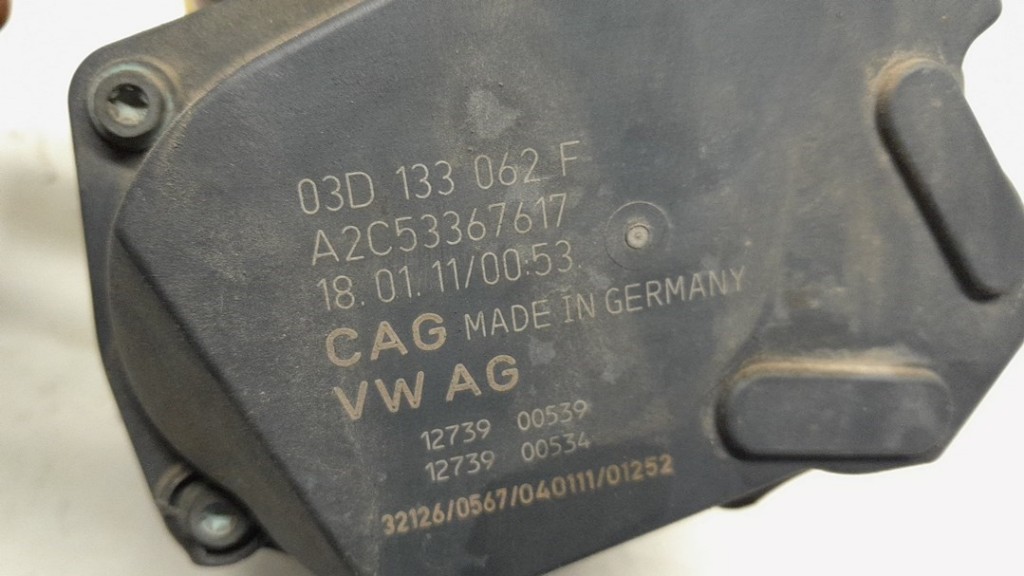 03D 133 062 F
A2C53367617
18.01.11/00:53
CAG MADE IN GERMANY
VW AG
12739 00539
12739 00534
32126/0567/040111/01252